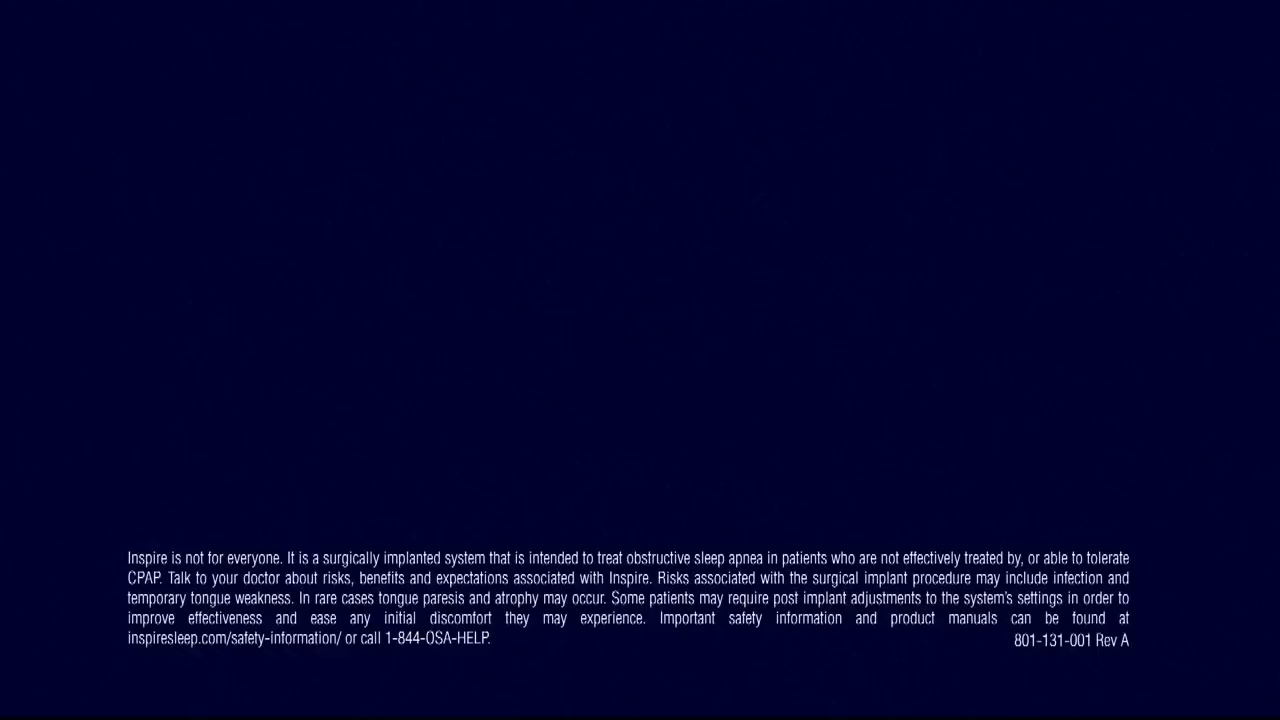 Inspire is not for everyone. It is a surgically implanted system that is intended to treat obstructive sleep apnea in patients who are not effectively treated by, or able to tolerate
CPAP. Talk to your doctor about risks, benefits and expectations associated with Inspire. Risks associated with the surgical implant procedure may include infection and
temporary tongue weakness. In rare cases tongue paresis and atrophy may occur. Some patients may require post implant adjustments to the system's settings in order to
improve effectiveness and ease any initial discomfort they may experience. Important safety information and product manuals can be found at
inspiresleep.com/safety-information/ or call 1-844-OSA-HELP.
801-131-001 Rev A